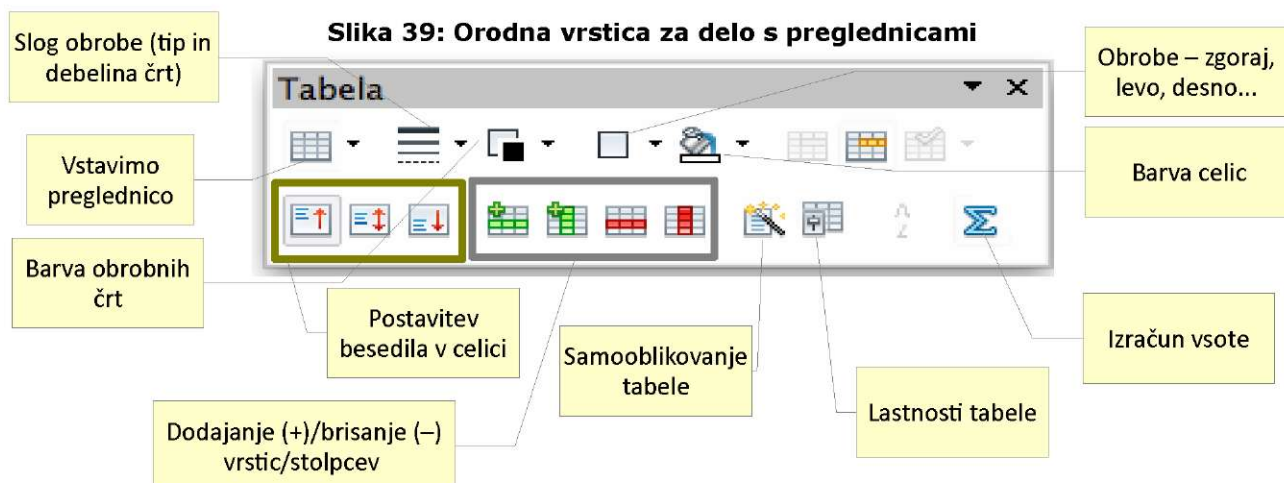 Slika 39: Orodna vrstica za delo s preglednicami
Slog obrobe (tip in
debelina črt)
Obrobe – zgoraj,
levo, desno...
Tabela
Vstavimo
preglednico
Barva celic
Barva obrobnih
črt
Postavitev
besedila v celici
Samooblikovanje
tabele
Izračun vsote
Lastnosti tabele
Dodajanje (+)/brisanje (–)
vrstic/stolpcev